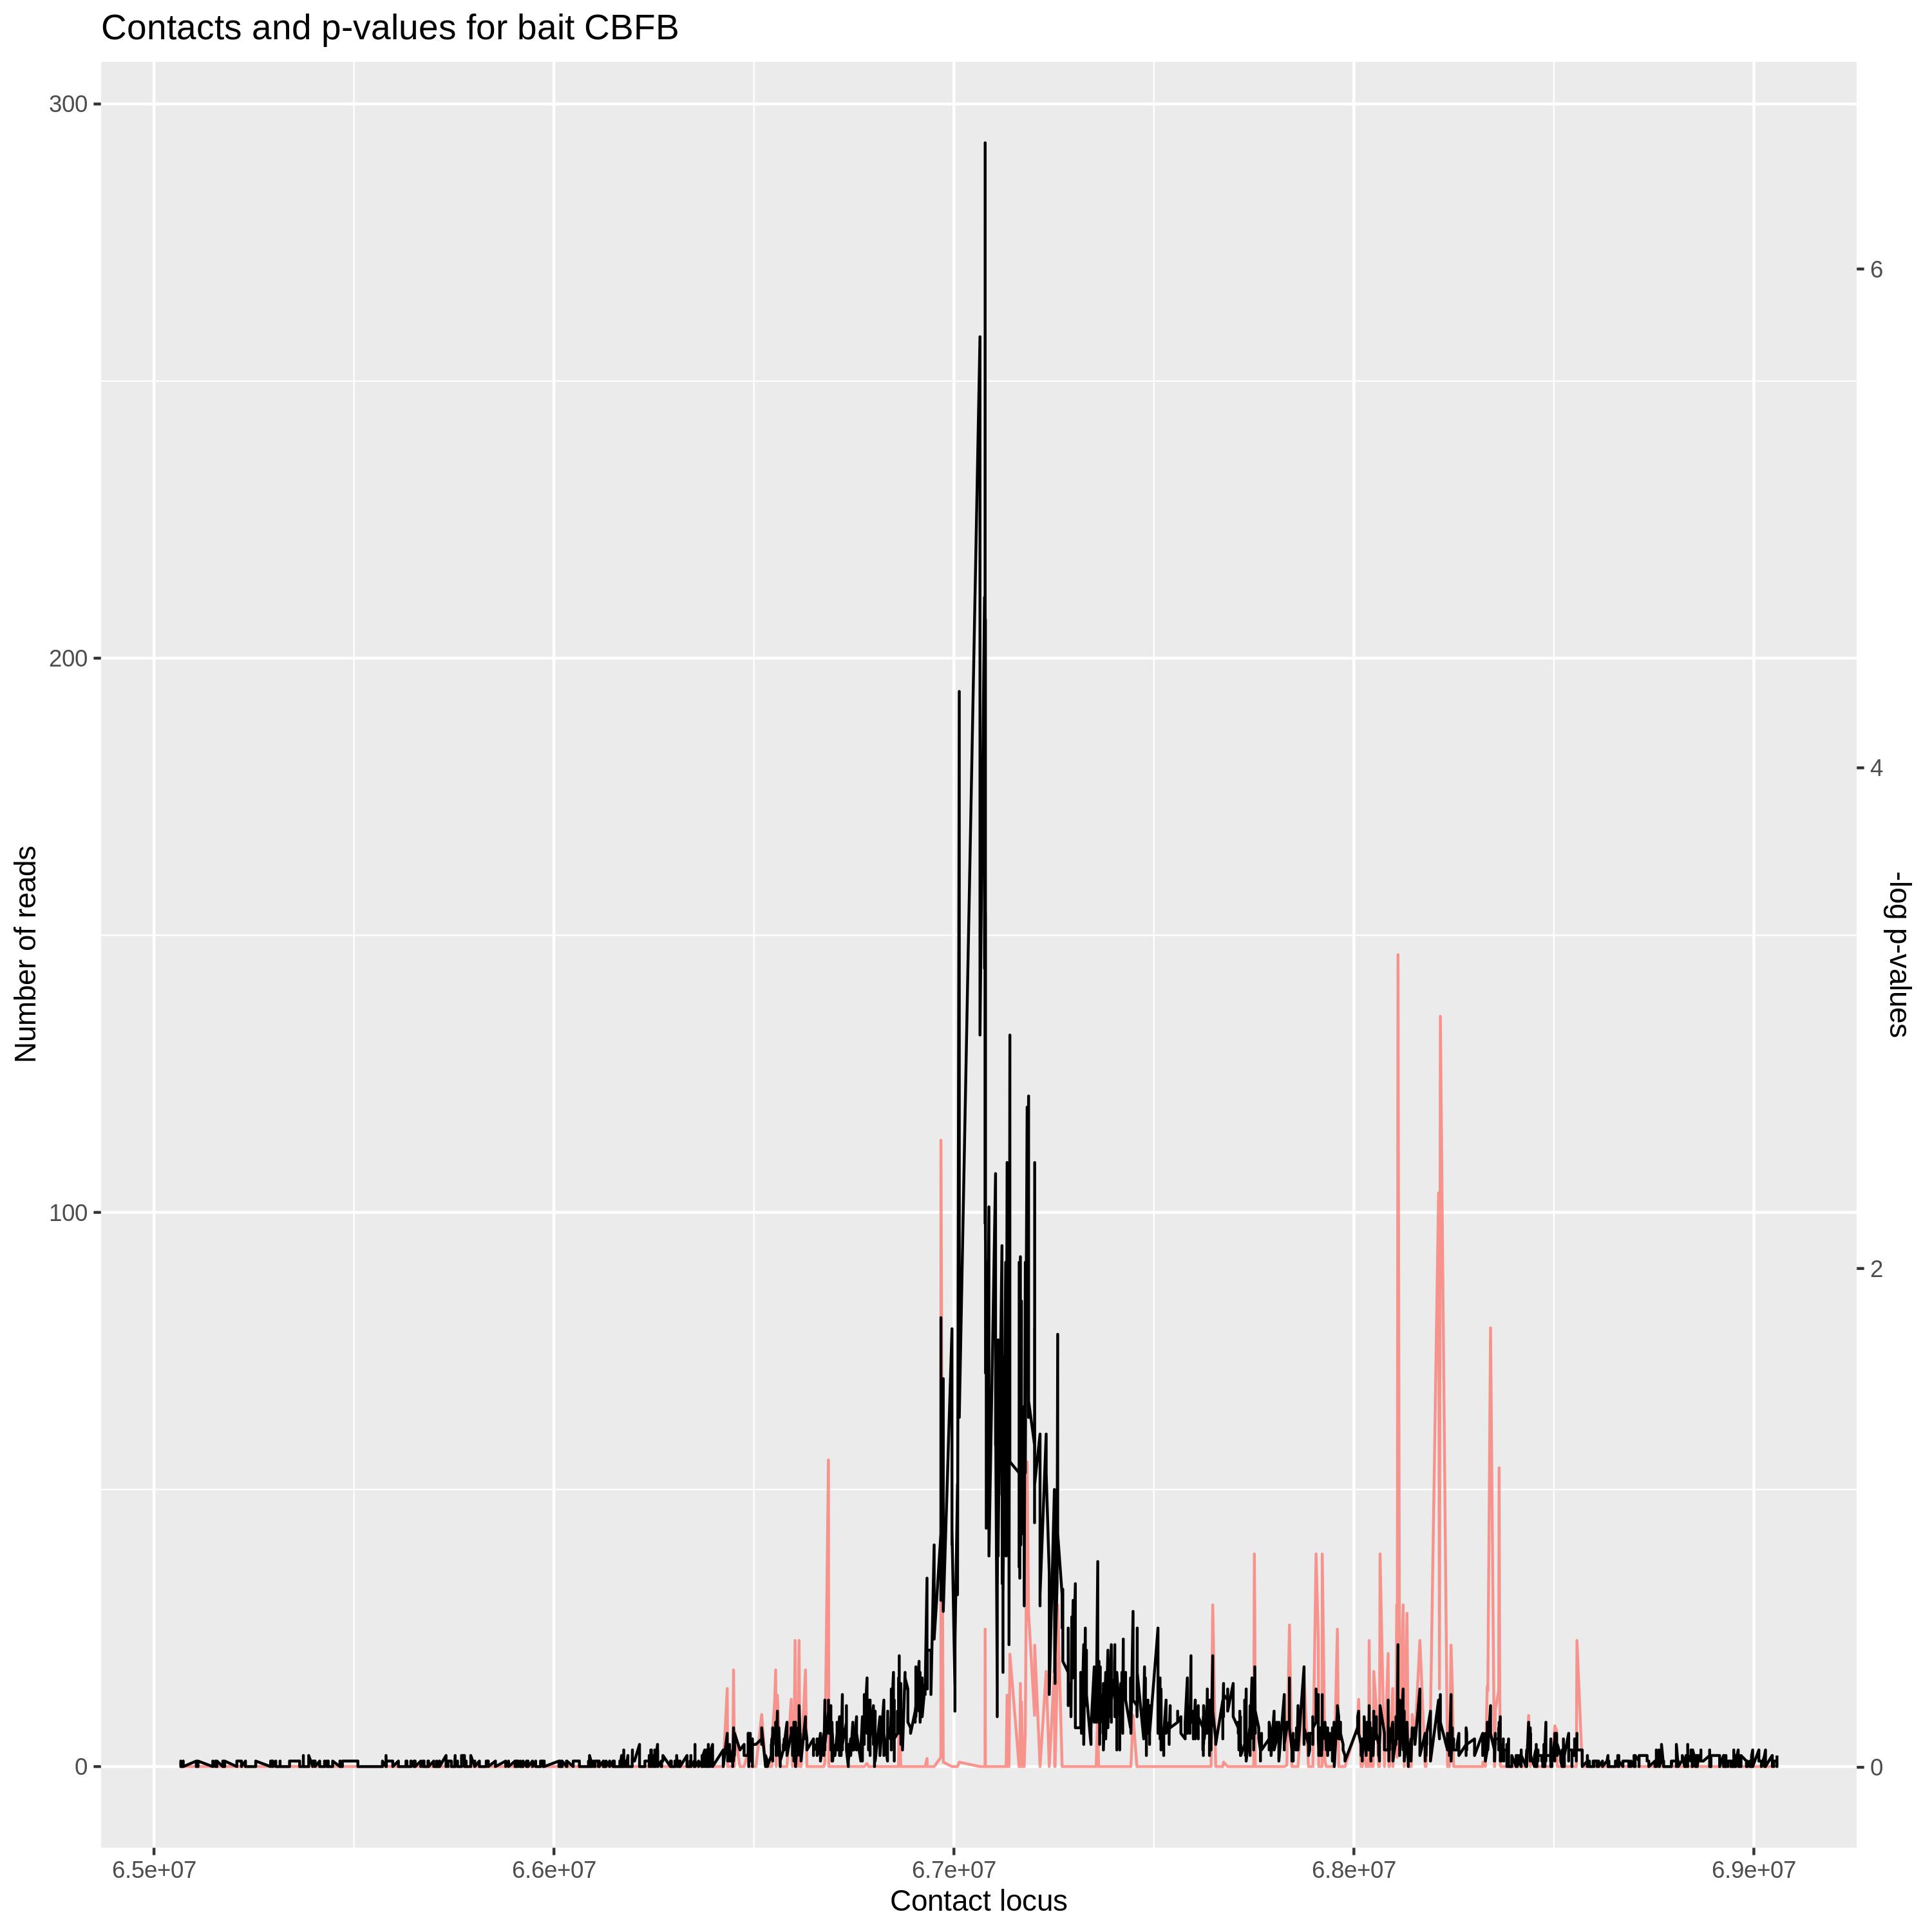 Contacts and p-values for bait CBFB
300
200
100
0
Number of reads
6
4
2
0
-log p-values
6.5e+07
6.6e+07
6.7e+07
6.8e+07
6.9e+07
Contact locus